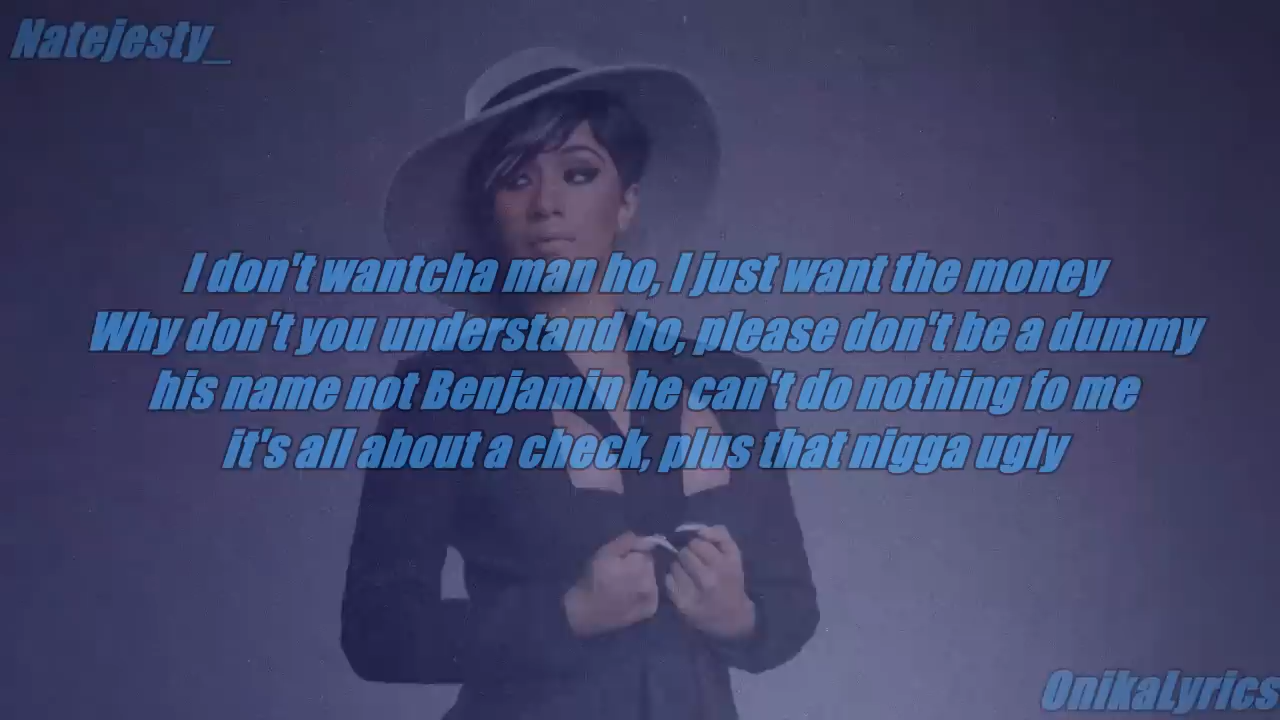 Natejesty_
I don't wantcha man ho, I just want the money
Why don't you understand ho, please don't be a dummy
his name not Benjamin he can't do nothing fo me
it's all about a check, plus that nigga ugly
OnikaLyrics